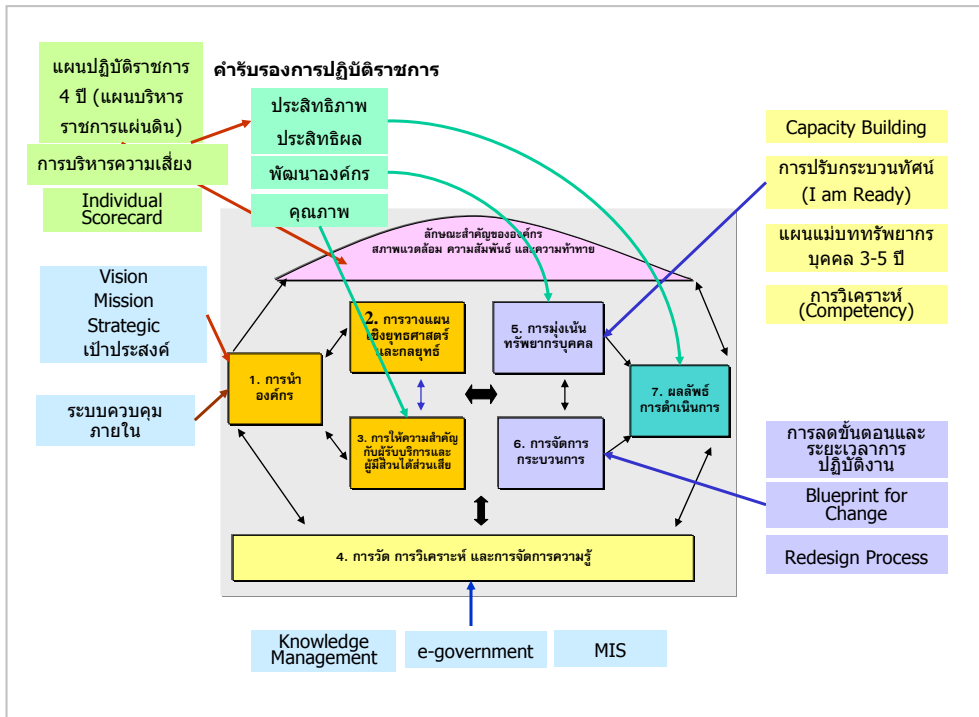 แผนปฏิบัติราชการ
4 ปี (แผนบริหาร
ราชการแผ่นดิน)
การบริหารความเสี่ยง
Individual
Scorecard
คำรับรองการปฏิบัติราชการ
ประสิทธิภาพ
ประสิทธิผล
พัฒนาองค์กร
คุณภาพ
Capacity Building
การปรับกระบวนทัศน์
(I am Ready)
แผนแม่บททรัพยากร
บุคคล 3-5 ปี
การวิเคราะห์
(Competency)
ลักษณะสำคัญขององค์กร
สภาพแวดล้อม ความสัมพันธ์ และความท้าทาย
Vision
Mission
Strategic
เป้าประสงค์
ระบบควบคุม
ภายใน
1. การนำ
องค์กร
2. การวางแผน
เชิงยุทธศาสตร์
และกลยุทธ์
3. การให้ความสำคัญ
กับผู้รับบริการและ
ผู้มีส่วนได้ส่วนเสีย
5. การมุ่งเน้น
ทรัพยากรบุคคล
6. การจัดการ
กระบวนการ
7. ผลลัพธ์
การดำเนินการ
การลดขั้นตอนและ
ระยะเวลาการ
ปฏิบัติงาน
Blueprint for
Change
Redesign Process
4. การวัด การวิเคราะห์ และการจัดการความรู้
Knowledge
Management
e-government
MIS